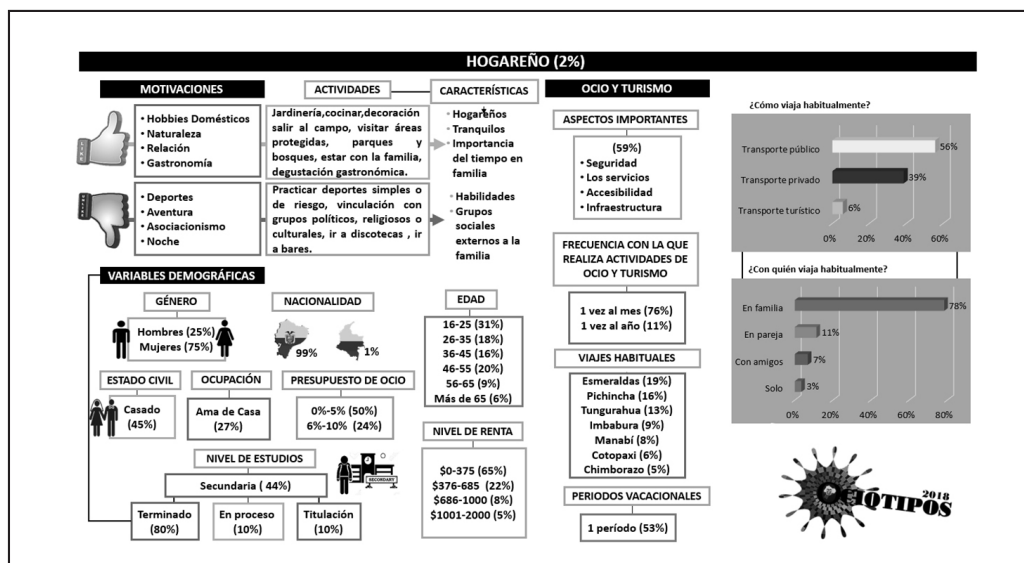 HOGAREÑO (2%)
MOTIVACIONES
ACTIVIDADES
CARACTERÍSTICAS
LIKE
• Hobbies Domésticos
• Naturaleza
• Relación
• Gastronomía
Jardinería,cocinar,decoración
salir al campo, visitar áreas
protegidas, parques y
bosques, estar con la familia,
degustación gastronómica.
• Hogareños
• Tranquilos
• Importancia
del tiempo en
familia
• Deportes
• Aventura
• Asociacionismo
• Noche
Practicar deportes simples o
de riesgo, vinculación con
grupos políticos, religiosos o
culturales, ir a discotecas , ir
a bares.
• Habilidades
• Grupos
sociales
externos a la
familia
VARIABLES DEMOGRÁFICAS
GÉNERO
Hombres (25%)
Mujeres (75%)
NACIONALIDAD
99%
1%
EDAD
16-25 (31%)
26-35 (18%)
36-45 (16%)
46-55 (20%)
56-65 (9%)
Más de 65 (6%)
ESTADO CIVIL
Casado
(45%)
OCUPACIÓN
Ama de Casa
(27%)
PRESUPUESTO DE OCIO
0%-5% (50%)
6%-10% (24%)
NIVEL DE ESTUDIOS
Secundaria ( 44%)
SECONDARY
Terminado
(80%)
En proceso
(10%)
Titulación
(10%)
NIVEL DE RENTA
$0-375 (65%)
$376-685 (22%)
$686-1000 (8%)
$1001-2000 (5%)
OCIO Y TURISMO
ASPECTOS IMPORTANTES
(59%)
• Seguridad
• Los servicios
• Accesibilidad
• Infraestructura
FRECUENCIA CON LA QUE
REALIZA ACTIVIDADES DE
OCIO Y TURISMO
1 vez al mes (76%)
1 vez al año (11%)
VIAJES HABITUALES
Esmeraldas (19%)
Pichincha (16%)
Tungurahua (13%)
Imbabura (9%)
Manabí (8%)
Cotopaxi (6%)
Chimborazo (5%)
PERIODOS VACACIONALES
1 período (53%)
¿Cómo viaja habitualmente?
Transporte público 56%
Transporte privado 39%
Transporte turístico 6%
0% 20% 40% 60%
¿Con quién viaja habitualmente?
En familia 78%
En pareja 11%
Con amigos 7%
Solo 3%
0% 20% 40% 60% 80%
2018
IOTIPOS